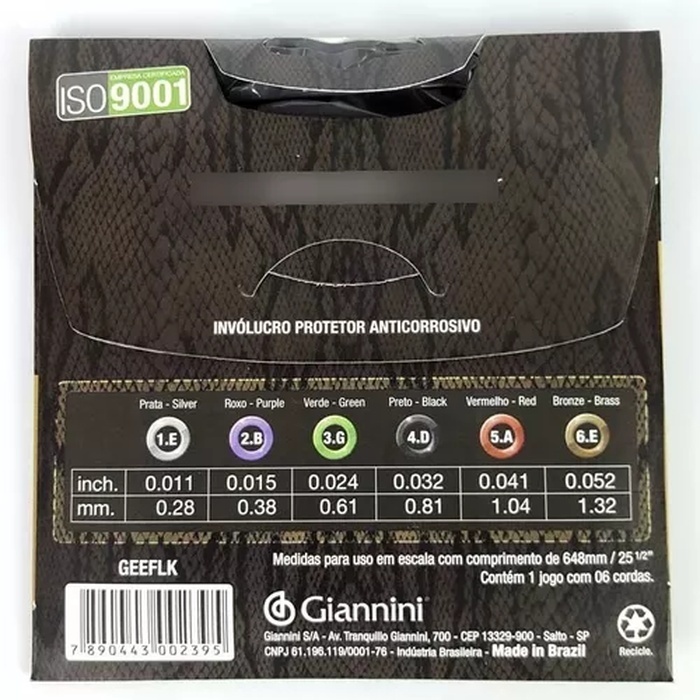 EMPRESA CERTIFICADA
ISO 9001
INVÓLUCRO PROTETOR ANTICORROSIVO
Prata - Silver Roxo - Purple Verde - Green Preto - Black Vermelho - Red Bronze - Brass
1.E 2.B 3.G 4.D 5.A 6.E
inch. 0.011 0.015 0.024 0.032 0.041 0.052
mm. 0.28 0.38 0.61 0.81 1.04 1.32
Medidas para uso em escala com comprimento de 648mm / 25 1/2"
GEEFLK
Contém 1 jogo com 06 cordas.
7 890443 002395
Giannini
Giannini S/A - Av. Tranquillo Giannini, 700 - CEP 13329-900 - Salto - SP
CNPJ 61.196.119/0001-76 - Indústria Brasileira - Made in Brazil
Recicle.